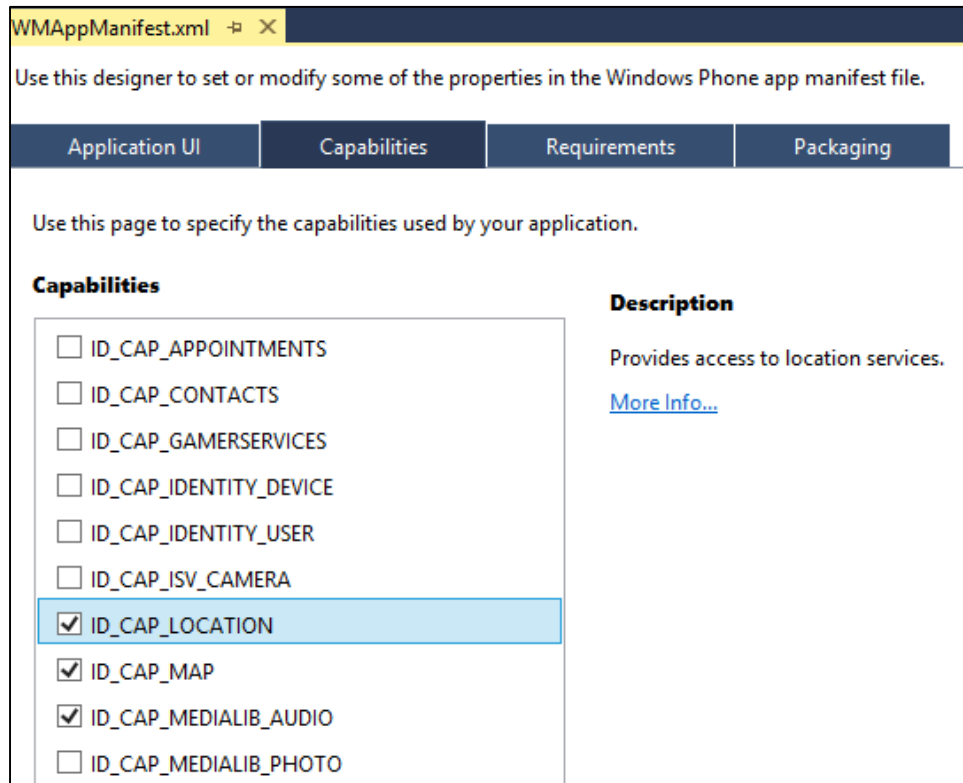 WMAppManifest.xml
Use this designer to set or modify some of the properties in the Windows Phone app manifest file.
Application UI
Capabilities
Requirements
Packaging
Use this page to specify the capabilities used by your application.
Capabilities
ID_CAP_APPOINTMENTS
ID_CAP_CONTACTS
ID_CAP_GAMERSERVICES
ID_CAP_IDENTITY_DEVICE
ID_CAP_IDENTITY_USER
ID_CAP_ISV_CAMERA
ID_CAP_LOCATION
ID_CAP_MAP
ID_CAP_MEDIALIB_AUDIO
ID_CAP_MEDIALIB_PHOTO
Description
Provides access to location services.
More Info...